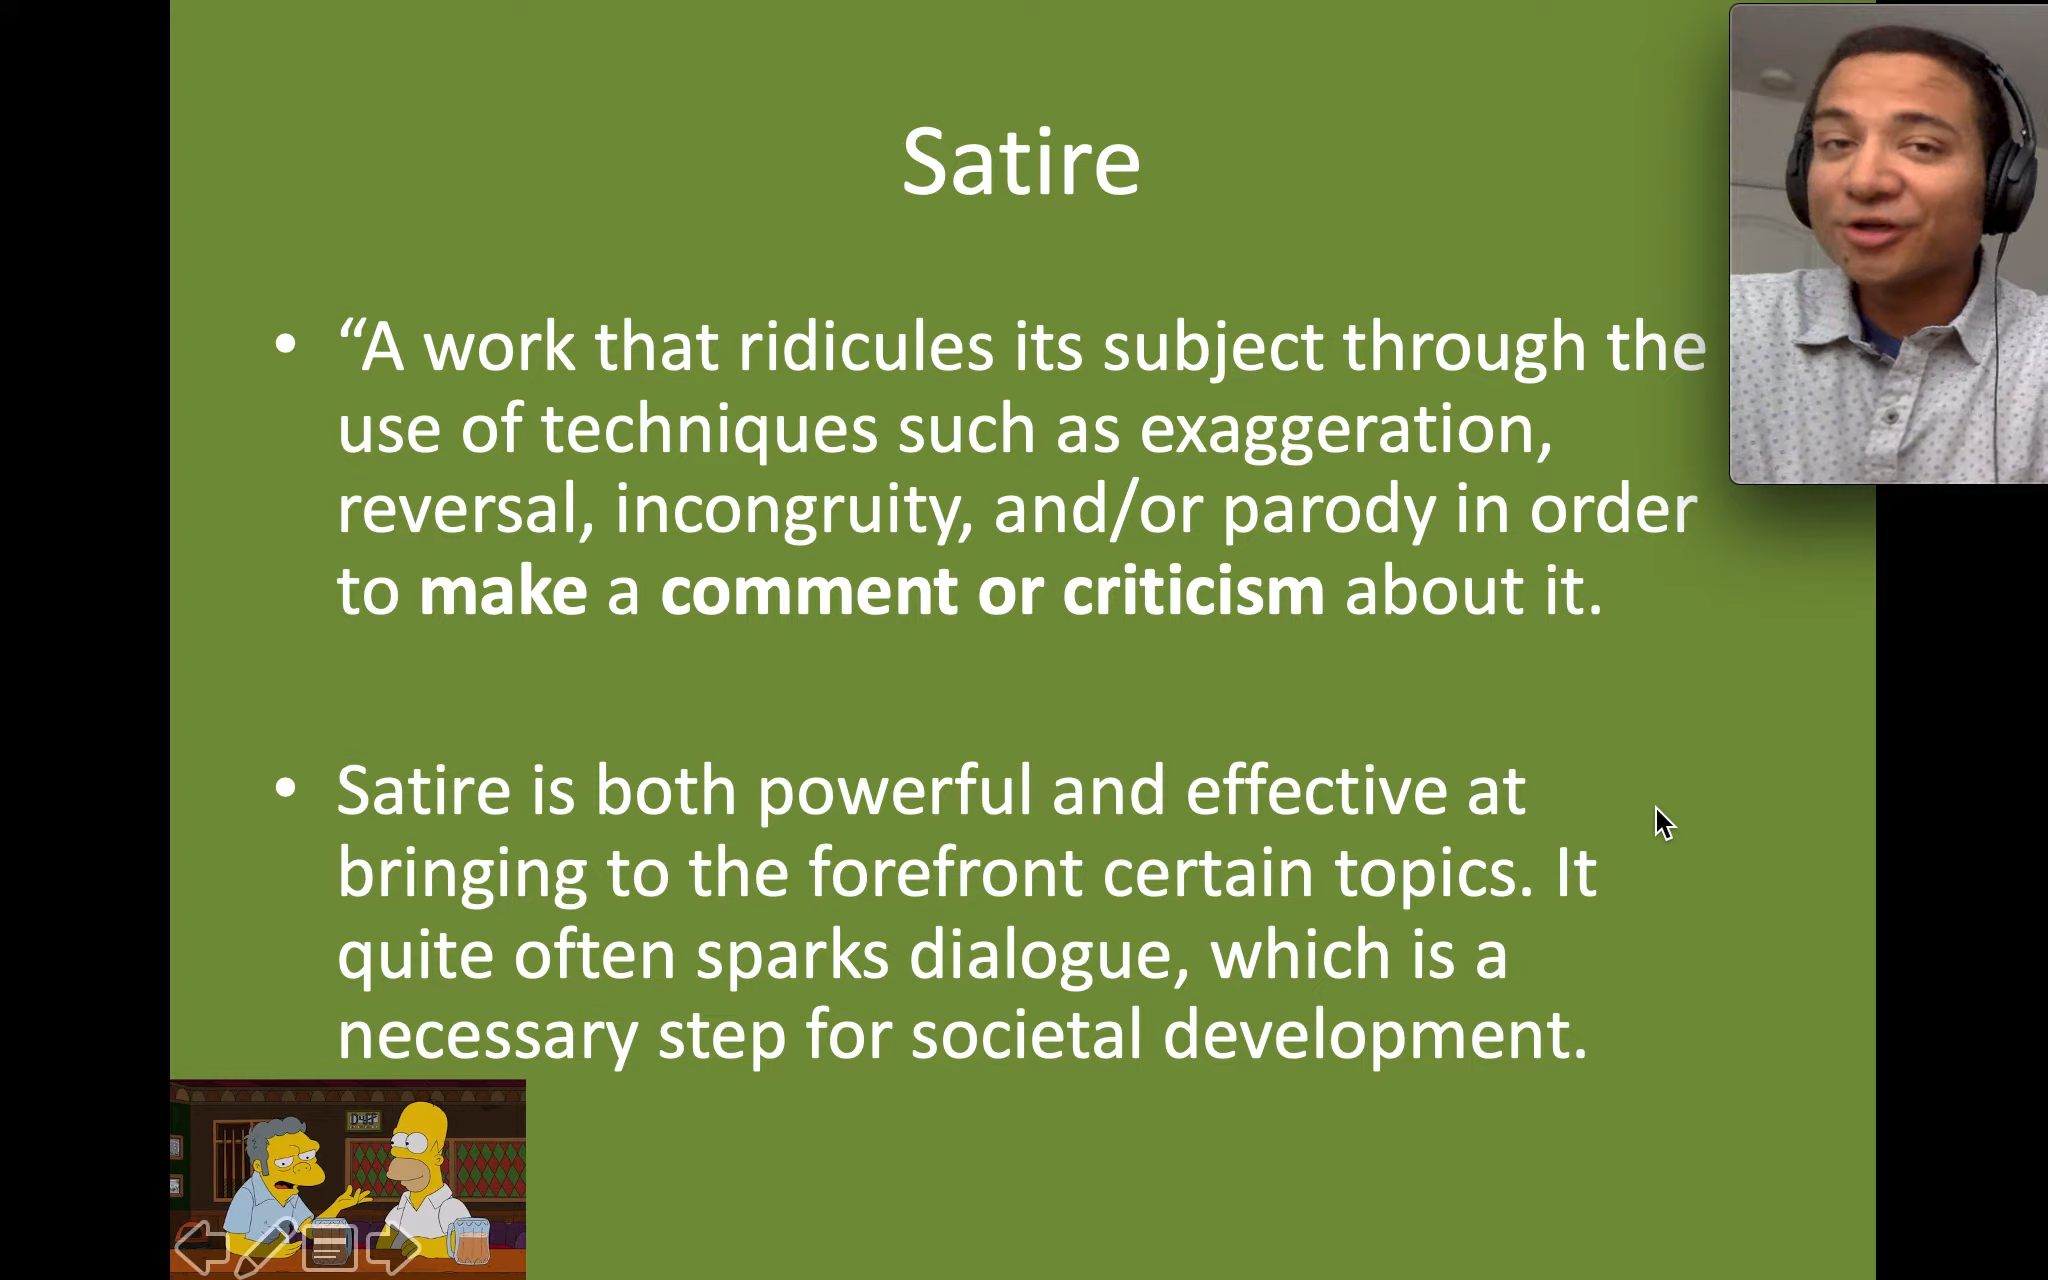 Satire
• “A work that ridicules its subject through the
use of techniques such as exaggeration,
reversal, incongruity, and/or parody in order
to make a comment or criticism about it.
• Satire is both powerful and effective at
bringing to the forefront certain topics. It
quite often sparks dialogue, which is a
necessary step for societal development.
Duff